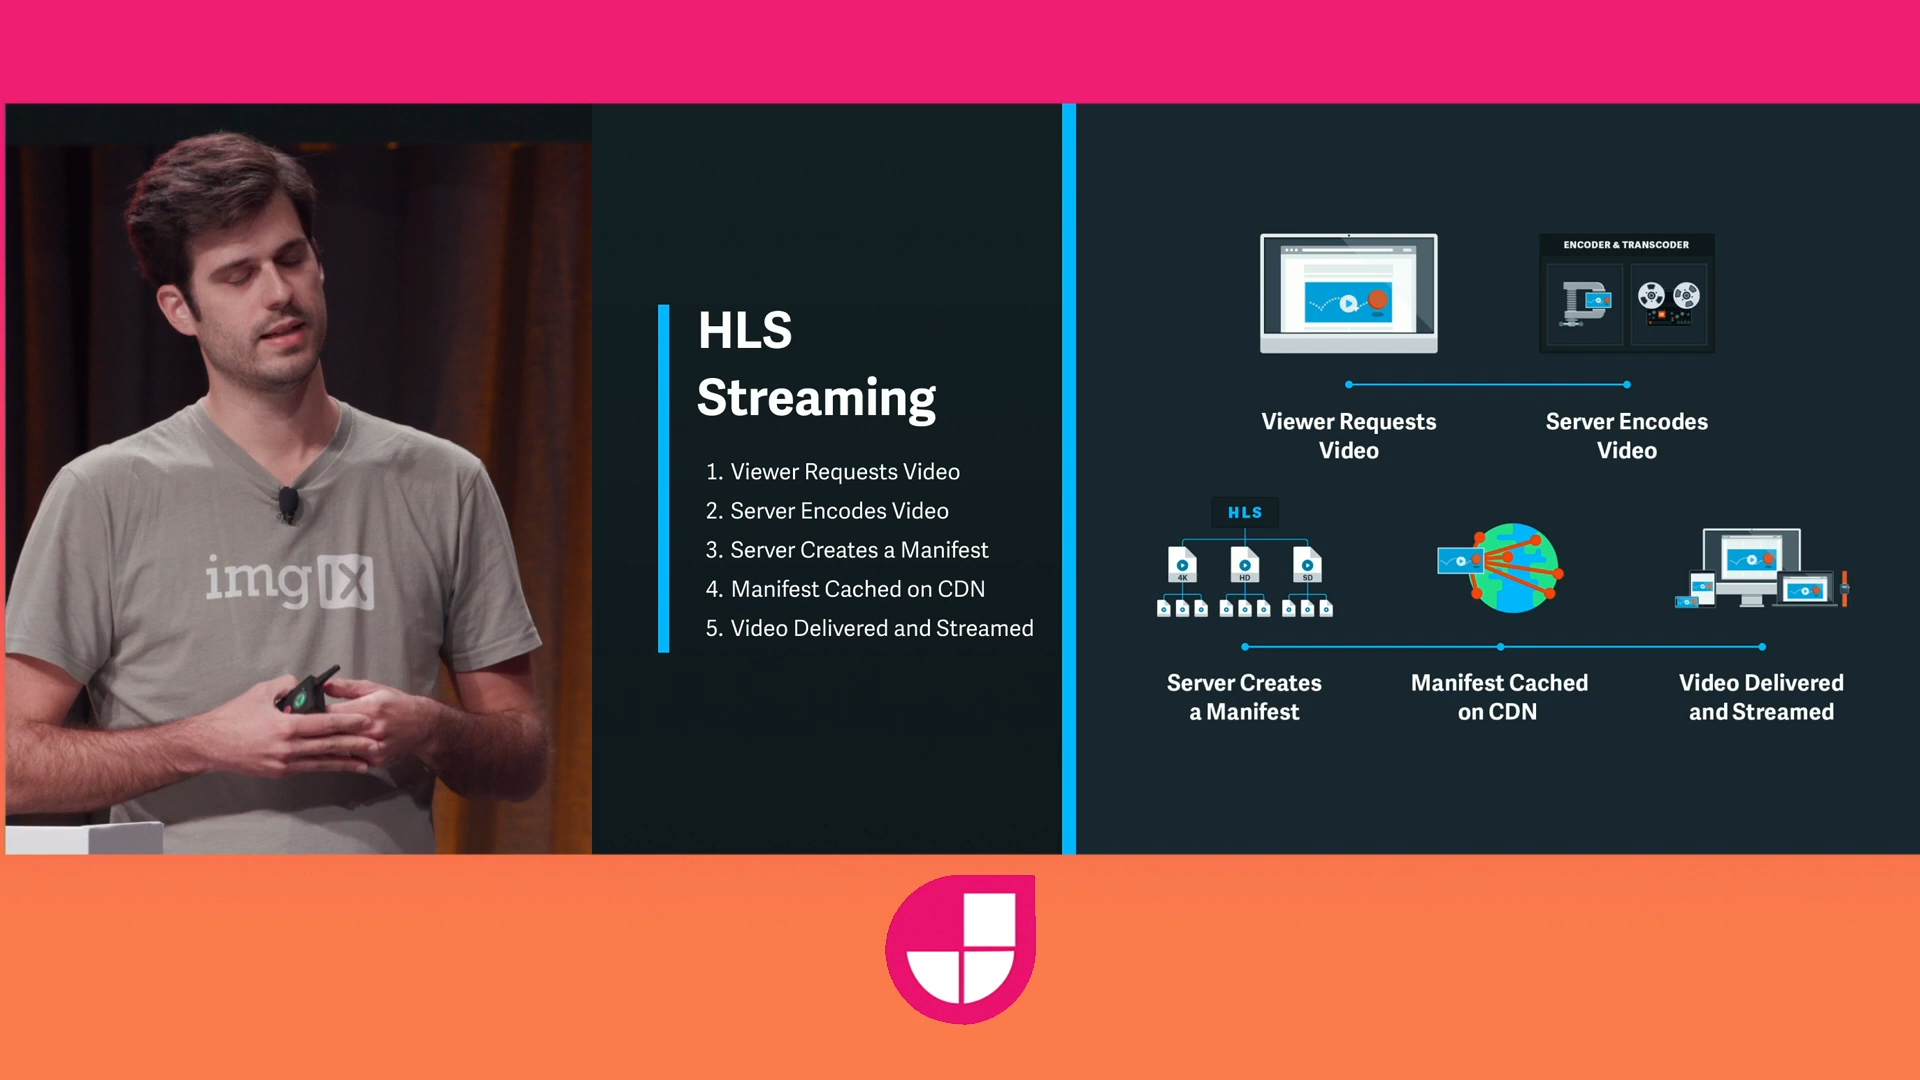 imgIX
HLS
Streaming
1. Viewer Requests Video
2. Server Encodes Video
3. Server Creates a Manifest
4. Manifest Cached on CDN
5. Video Delivered and Streamed
ENCODER & TRANSCODER
Viewer Requests
Video
Server Encodes
Video
HLS
4K
HD
SD
Server Creates
a Manifest
Manifest Cached
on CDN
Video Delivered
and Streamed